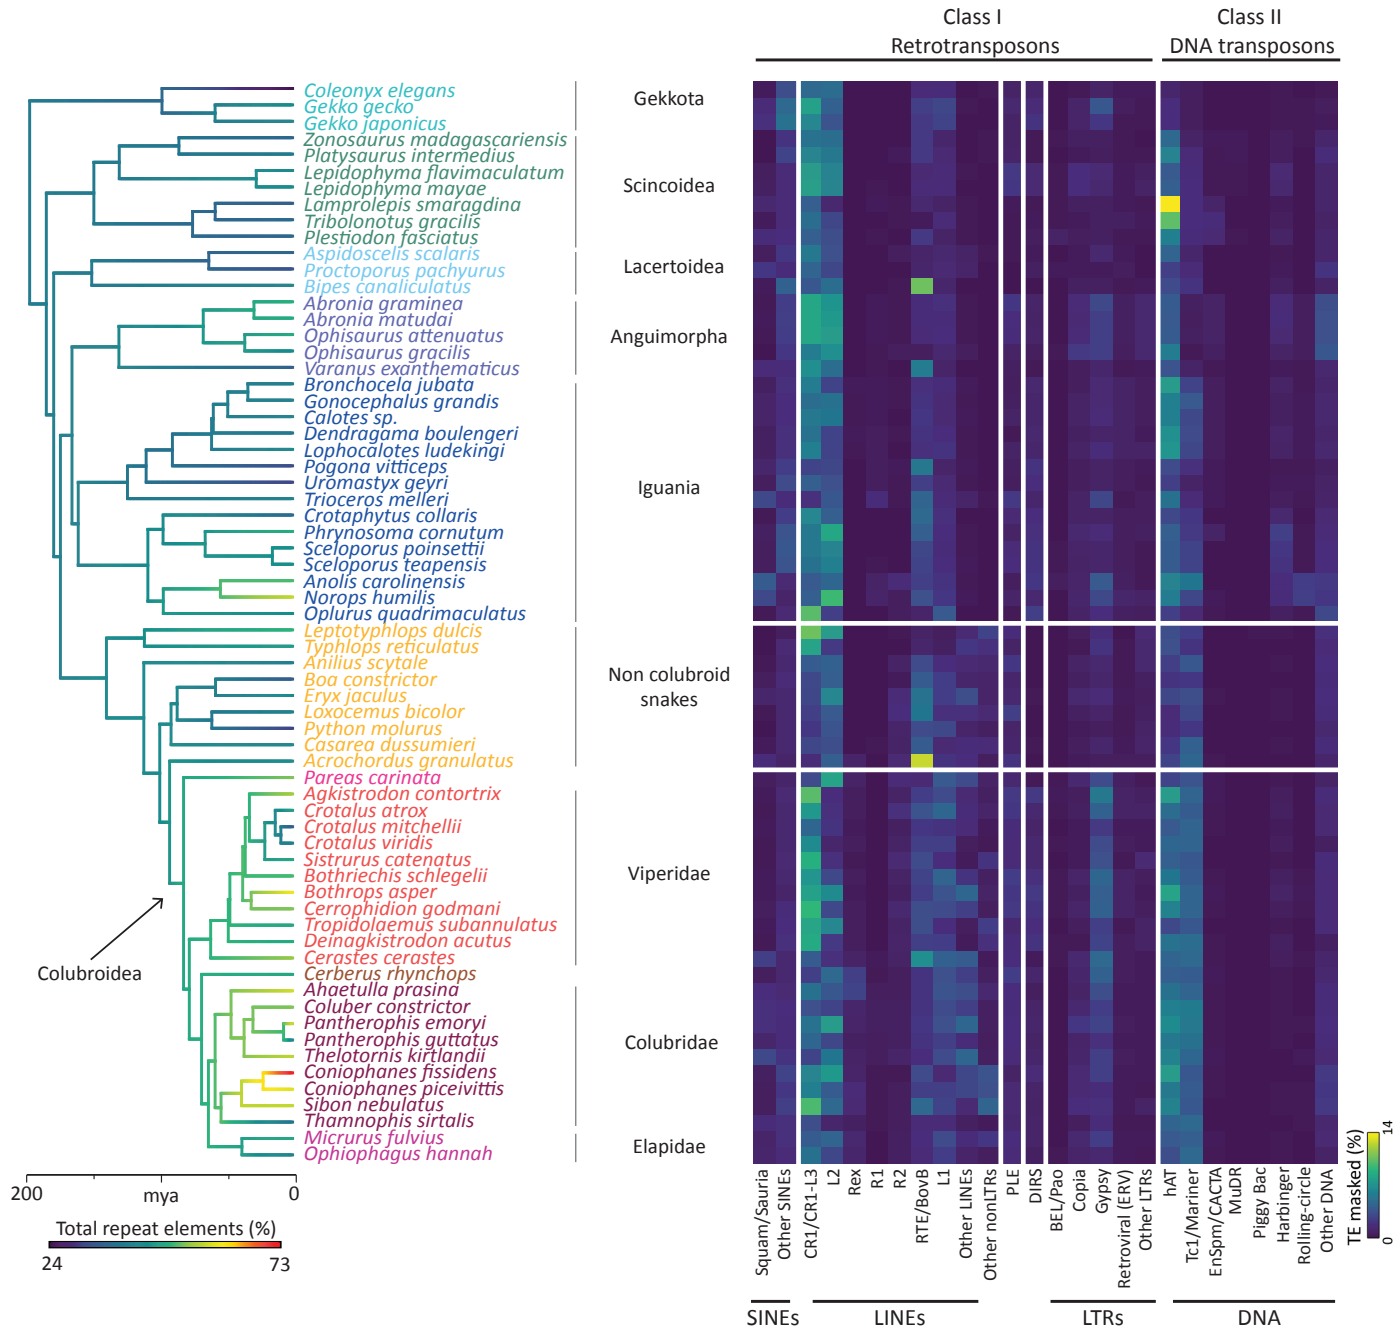 Class I
Retrotransposons
Class II
DNA transposons
Coleonyx elegans
Gekko gecko
Gekko japonicus
Zonosaurus madagascariensis
Platysaurus intermedius
Lepidophyma flavimaculatum
Lepidophyma mayae
Lamprolepis smaragdina
Tribolonotus gracilis
Plestiodon fasciatus
Aspidoscelis scalaris
Proctoporus pachyurus
Bipes canaliculatus
Abronia graminea
Abronia matudai
Ophisaurus attenuatus
Ophisaurus gracilis
Varanus exanthematicus
Bronchocela jubata
Gonocephalus grandis
Calotes sp.
Dendragama boulengeri
Lophocalotes ludekingi
Pogona vitticeps
Uromastyx geyri
Trioceros melleri
Crotaphytus collaris
Phrynosoma cornutum
Sceloporus poinsettii
Sceloporus teapensis
Anolis carolinensis
Norops humilis
Oplurus quadrimaculatus
Leptotyphlops dulcis
Typhlops reticulatus
Anilius scytale
Boa constrictor
Eryx jaculus
Loxocemus bicolor
Python molurus
Casarea dussumieri
Acrochordus granulatus
Pareas carinata
Agkistrodon contortrix
Crotalus atrox
Crotalus mitchellii
Crotalus viridis
Sistrurus catenatus
Bothriechis schlegelii
Bothrops asper
Cerrophidion godmani
Tropidolaemus subannulatus
Deinagkistrodon acutus
Cerastes cerastes
Cerberus rhynchops
Ahaetulla prasina
Coluber constrictor
Pantherophis emoryi
Pantherophis guttatus
Thelotornis kirtlandii
Coniophanes fissidens
Coniophanes piceivittis
Sibon nebulatus
Thamnophis sirtalis
Micrurus fulvius
Ophiophagus hannah
Gekkota
Scincoidea
Lacertoidea
Anguimorpha
Iguania
Non colubroid
snakes
Viperidae
Colubridae
Elapidae
Colubroidea
200
mya
0
Total repeat elements (%)
24
73
Squam/Sauria
Other SINEs
CR1/CR1-L3
L2
Rex
R1
R2
RTE/BovB
L1
Other LINEs
Other nonLTRs
PLE
DIRS
BEL/Pao
Copia
Gypsy
Retroviral (ERV)
Other LTRs
hAT
Tc1/Mariner
EnSpm/CACTA
MuDR
Piggy Bac
Harbinger
Rolling-circle
Other DNA
TE masked (%)
0
14
SINEs
LINEs
LTRs
DNA